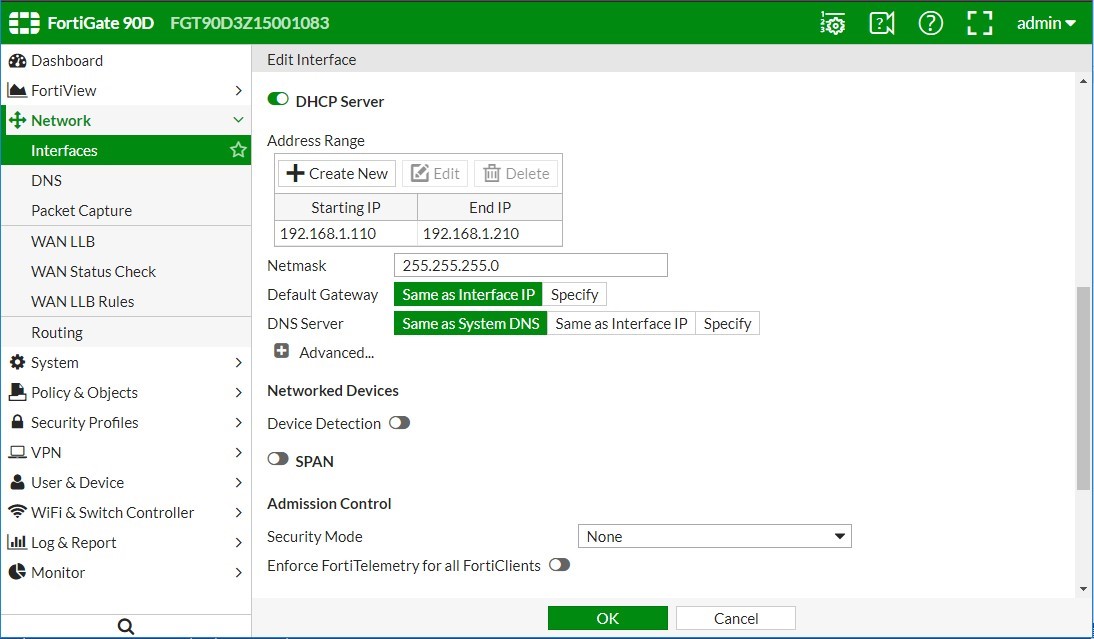 FortiGate 90D FGT90D3Z15001083 admin
Dashboard
FortiView
Network
Interfaces
DNS
Packet Capture
WAN LLB
WAN Status Check
WAN LLB Rules
Routing
System
Policy & Objects
Security Profiles
VPN
User & Device
WiFi & Switch Controller
Log & Report
Monitor
Edit Interface
DHCP Server
Address Range
Create New Edit Delete
Starting IP End IP
192.168.1.110 192.168.1.210
Netmask 255.255.255.0
Default Gateway Same as Interface IP Specify
DNS Server Same as System DNS Same as Interface IP Specify
Advanced...
Networked Devices
Device Detection
SPAN
Admission Control
Security Mode None
Enforce FortiTelemetry for all FortiClients
OK Cancel